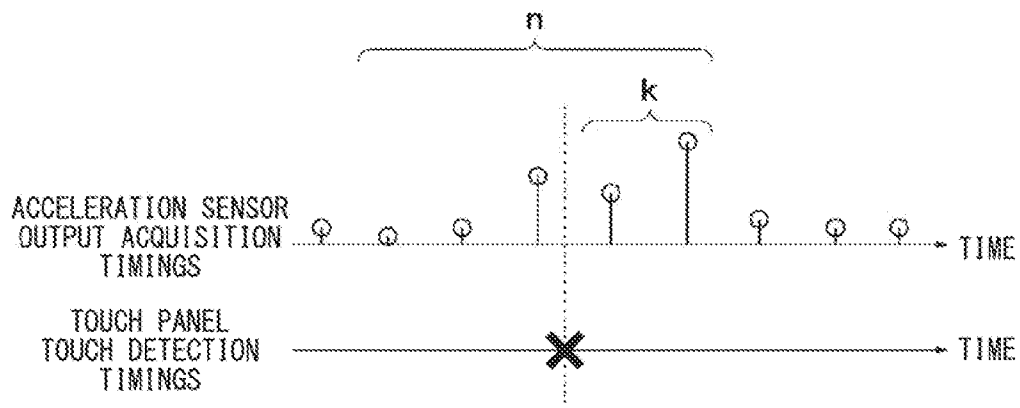 n
k
ACCELERATION SENSOR
OUTPUT ACQUISITION
TIMINGS
TIME
TOUCH PANEL
TOUCH DETECTION
TIMINGS
TIME